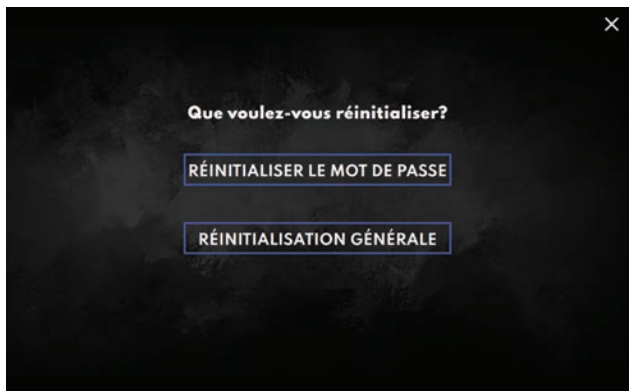 Que voulez-vous réinitialiser?
RÉINITIALISER LE MOT DE PASSE
RÉINITIALISATION GÉNÉRALE